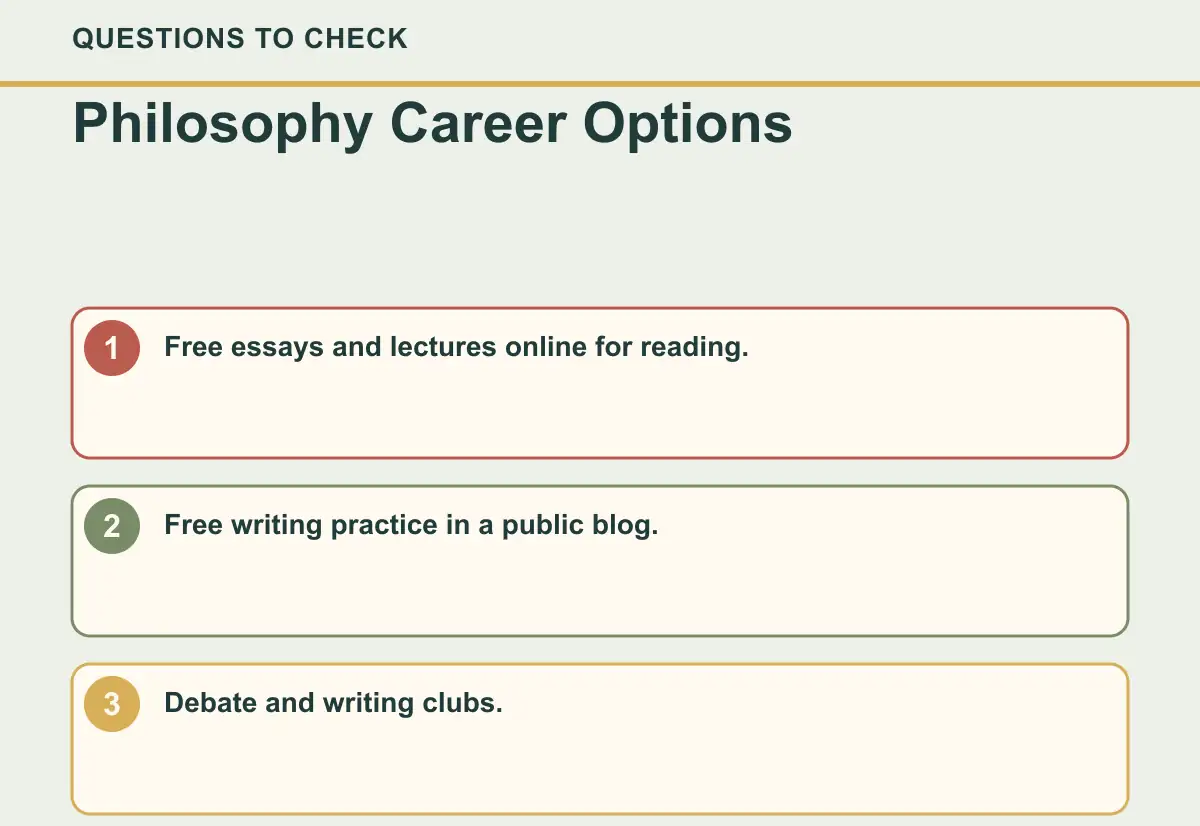 QUESTIONS TO CHECK
Philosophy Career Options
1 Free essays and lectures online for reading.
2 Free writing practice in a public blog.
3 Debate and writing clubs.